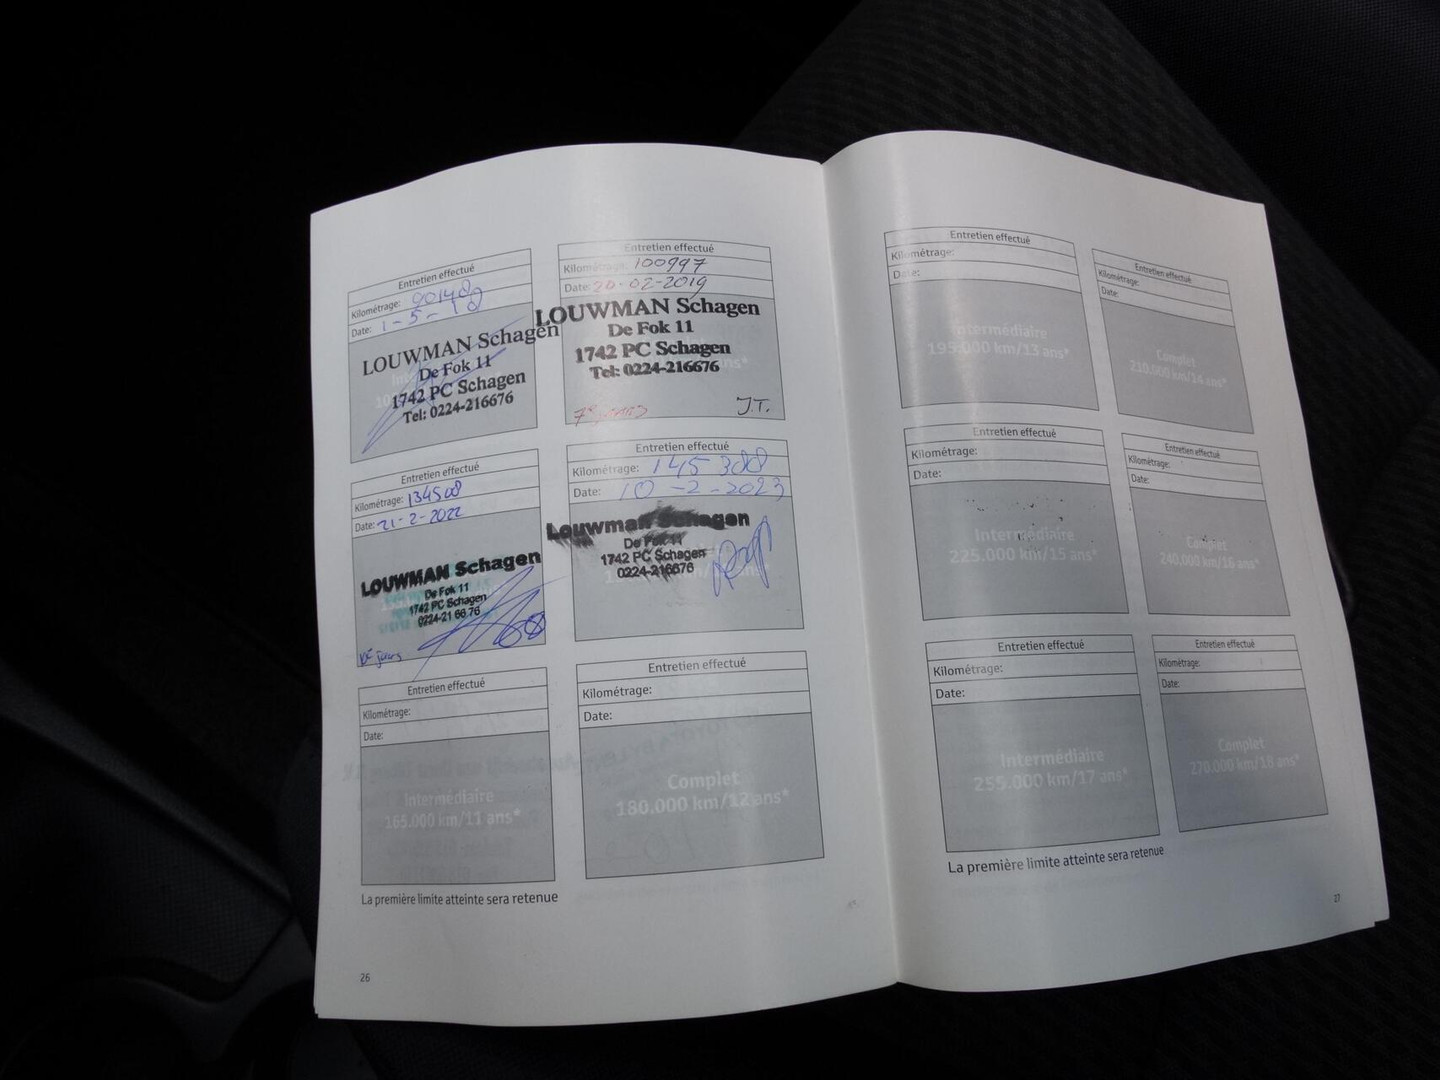 Entretien effectué
Kilométrage: 90148
Date: 1-5-18
LOUWMAN Schagen
De Fok 11
1742 PC Schagen
Tel: 0224-216676
Entretien effectué
Kilométrage: 100997
Date: 20-02-2019
LOUWMAN Schagen
De Fok 11
1742 PC Schagen
Tel: 0224-216676
J.T.
Entretien effectué
Kilométrage: 134508
Date: 21-2-2022
LOUWMAN Schagen
De Fok 11
1742 PC Schagen
0224-21 66 76
Entretien effectué
Kilométrage: 145388
Date: 10-2-2023
Louwman Schagen
De Fok 11
1742 PC Schagen
0224-216676
Entretien effectué
Kilométrage:
Date:
Intermédiaire
165.000 km/11 ans*
Entretien effectué
Kilométrage:
Date:
Complet
180.000 km/12 ans*
La première limite atteinte sera retenue
26
Entretien effectué
Kilométrage:
Date:
Intermédiaire
195.000 km/13 ans*
Entretien effectué
Kilométrage:
Date:
Complet
210.000 km/14 ans*
Entretien effectué
Kilométrage:
Date:
Intermédiaire
225.000 km/15 ans*
Entretien effectué
Kilométrage:
Date:
Complet
240.000 km/16 ans*
Entretien effectué
Kilométrage:
Date:
Intermédiaire
255.000 km/17 ans*
Entretien effectué
Kilométrage:
Date:
Complet
270.000 km/18 ans*
La première limite atteinte sera retenue
27